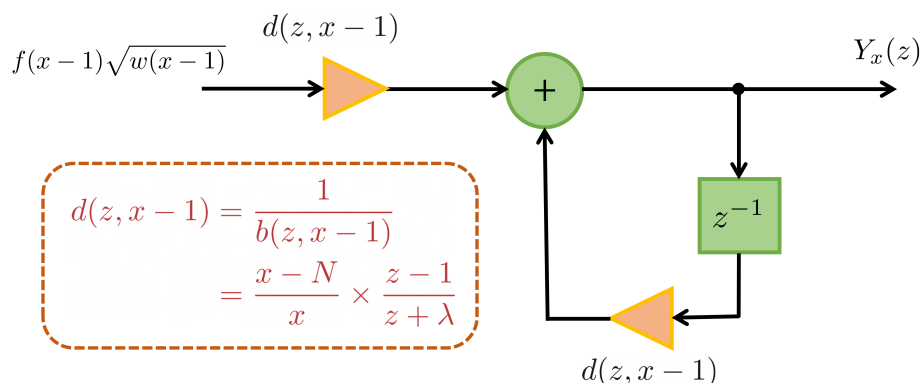 d(z, x − 1)
f(x − 1)√w(x − 1)
Y_x(z)
+
z^{−1}
d(z, x − 1) = 1 / b(z, x − 1)
= (x − N) / x × (z − 1) / (z + λ)
d(z, x − 1)